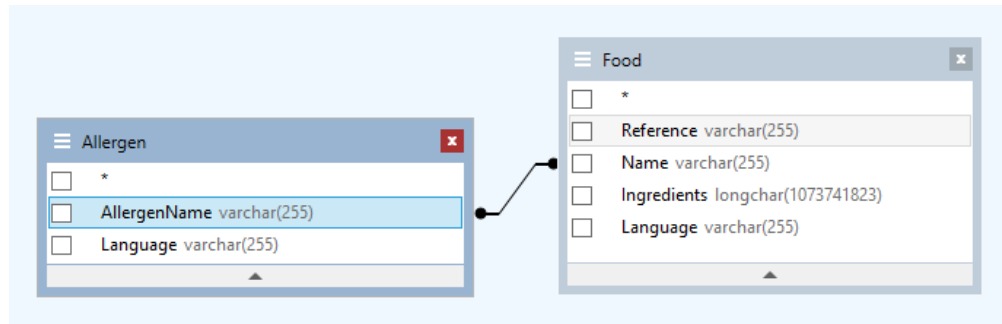 Allergen
*
AllergenName varchar(255)
Language varchar(255)
Food
*
Reference varchar(255)
Name varchar(255)
Ingredients longchar(1073741823)
Language varchar(255)